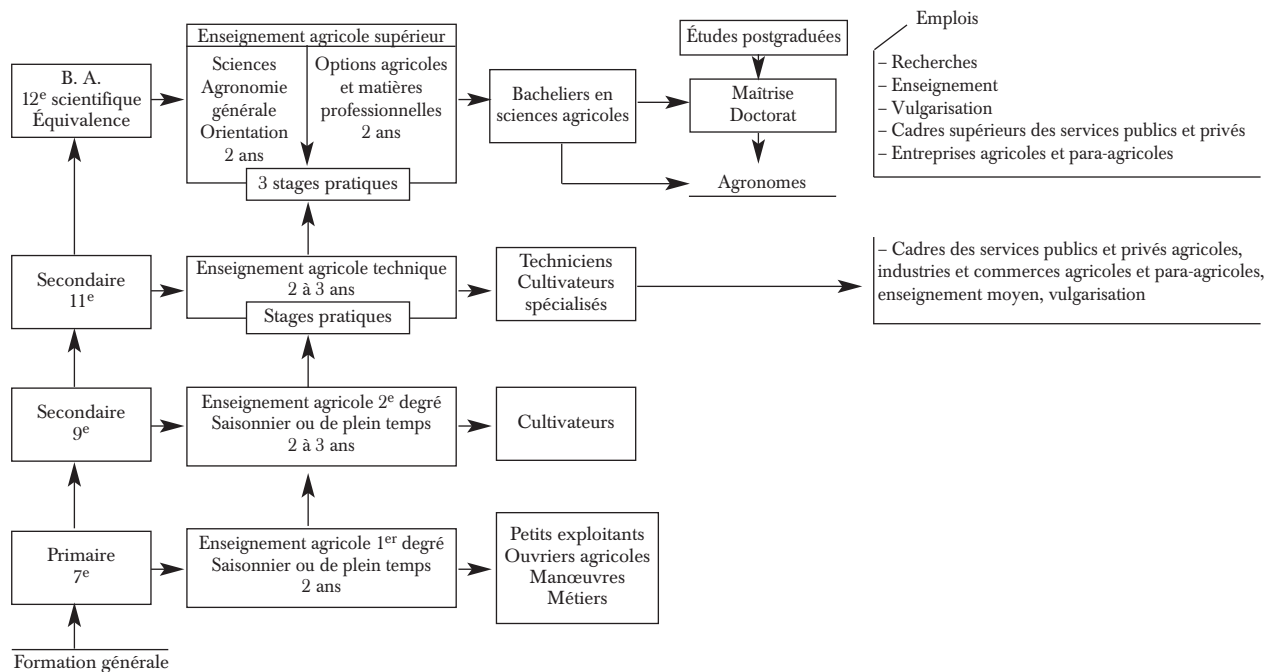 Emplois
Enseignement agricole supérieur
Études postgraduées
B. A.
12e scientifique
Équivalence
Sciences
Agronomie
générale
Orientation
2 ans
Options agricoles
et matières
professionnelles
2 ans
3 stages pratiques
Bacheliers en
sciences agricoles
Maîtrise
Doctorat
Agronomes
– Recherches
– Enseignement
– Vulgarisation
– Cadres supérieurs des services publics et privés
– Entreprises agricoles et para-agricoles
Secondaire
11e
Enseignement agricole technique
2 à 3 ans
Stages pratiques
Techniciens
Cultivateurs
spécialisés
– Cadres des services publics et privés agricoles,
industries et commerces agricoles et para-agricoles,
enseignement moyen, vulgarisation
Secondaire
9e
Enseignement agricole 2e degré
Saisonnier ou de plein temps
2 à 3 ans
Cultivateurs
Primaire
7e
Enseignement agricole 1er degré
Saisonnier ou de plein temps
2 ans
Petits exploitants
Ouvriers agricoles
Manœuvres
Métiers
Formation générale